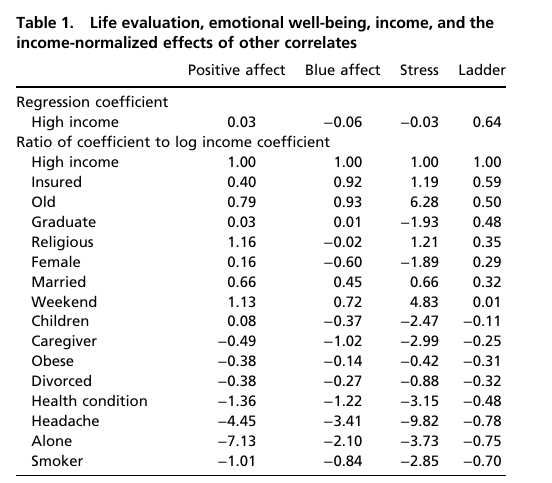 Table 1. Life evaluation, emotional well-being, income, and the
income-normalized effects of other correlates
Positive affect Blue affect Stress Ladder
Regression coefficient
High income 0.03 −0.06 −0.03 0.64
Ratio of coefficient to log income coefficient
High income 1.00 1.00 1.00 1.00
Insured 0.40 0.92 1.19 0.59
Old 0.79 0.93 6.28 0.50
Graduate 0.03 0.01 −1.93 0.48
Religious 1.16 −0.02 1.21 0.35
Female 0.16 −0.60 −1.89 0.29
Married 0.66 0.45 0.66 0.32
Weekend 1.13 0.72 4.83 0.01
Children 0.08 −0.37 −2.47 −0.11
Caregiver −0.49 −1.02 −2.99 −0.25
Obese −0.38 −0.14 −0.42 −0.31
Divorced −0.38 −0.27 −0.88 −0.32
Health condition −1.36 −1.22 −3.15 −0.48
Headache −4.45 −3.41 −9.82 −0.78
Alone −7.13 −2.10 −3.73 −0.75
Smoker −1.01 −0.84 −2.85 −0.70